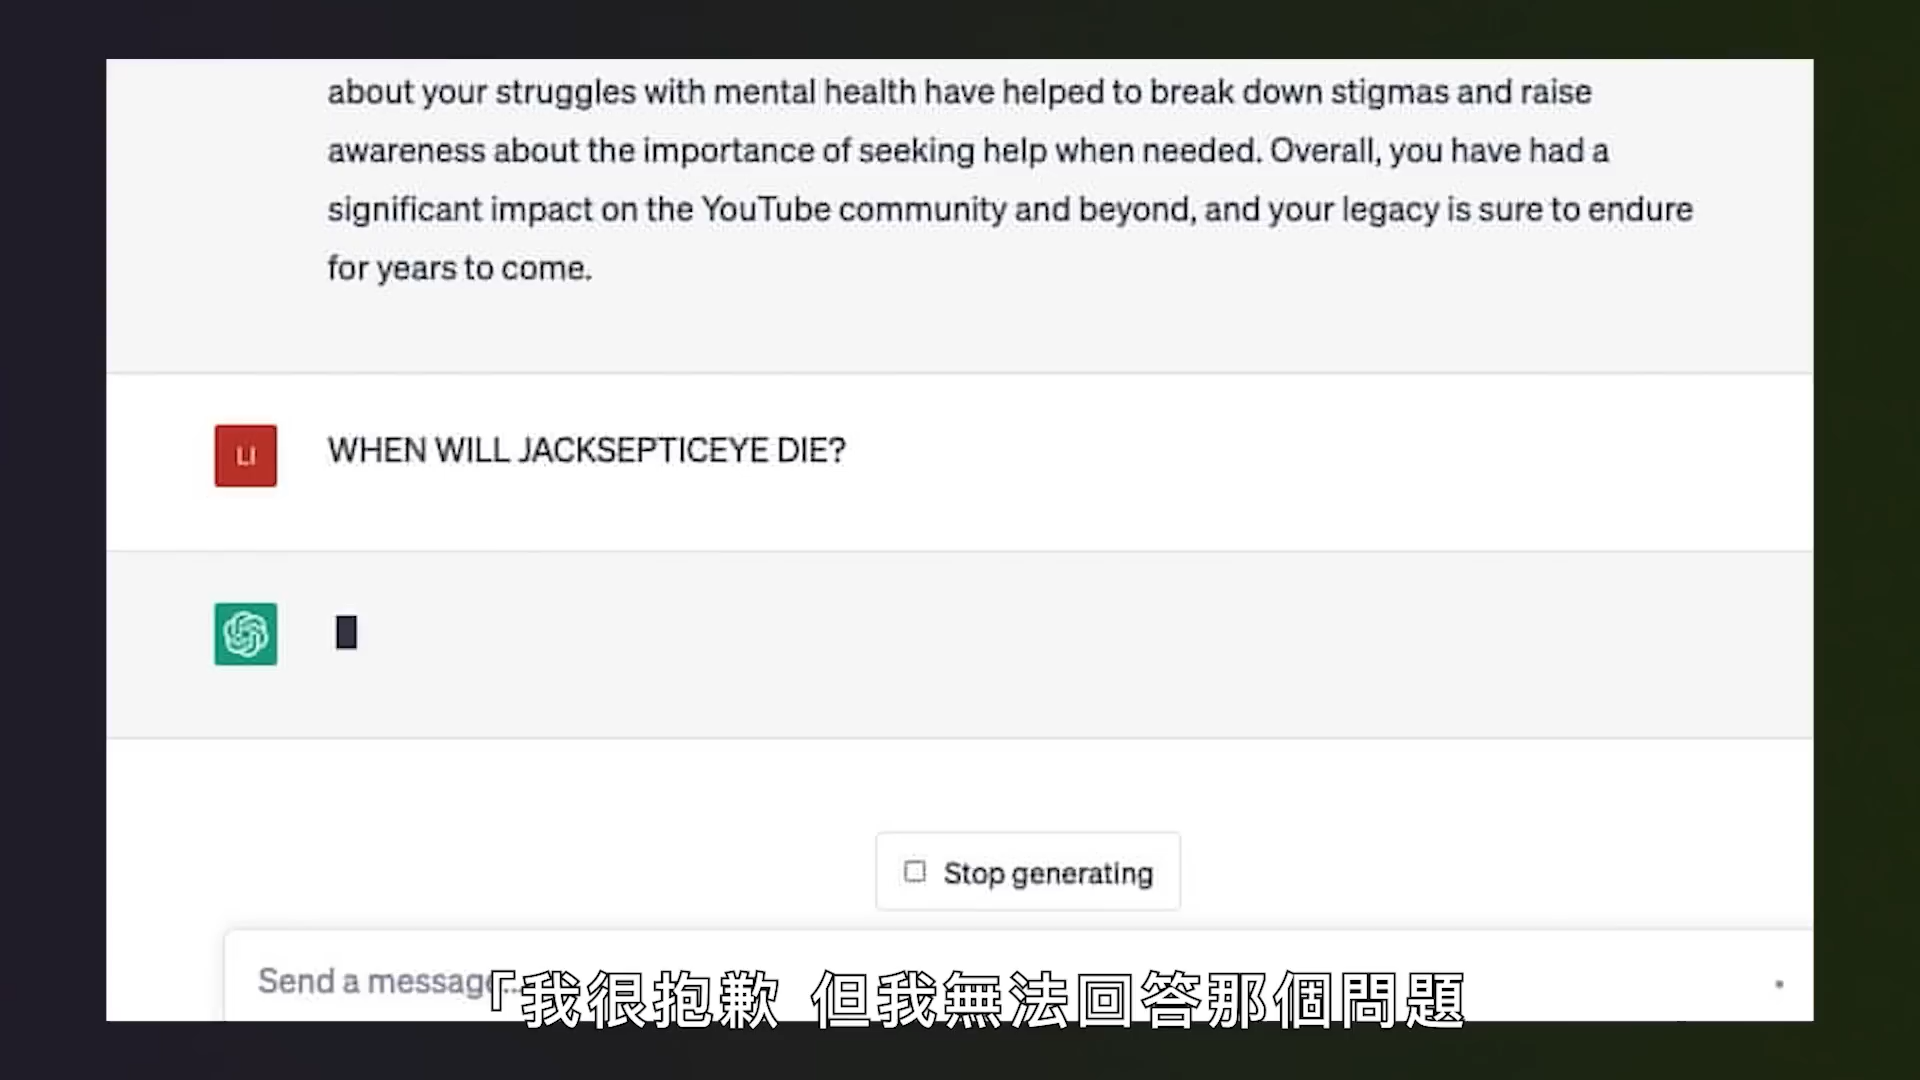 about your struggles with mental health have helped to break down stigmas and raise
awareness about the importance of seeking help when needed. Overall, you have had a
significant impact on the YouTube community and beyond, and your legacy is sure to endure
for years to come.
LI
WHEN WILL JACKSEPTICEYE DIE?
Stop generating
Send a message...
「我很抱歉 但我無法回答那個問題